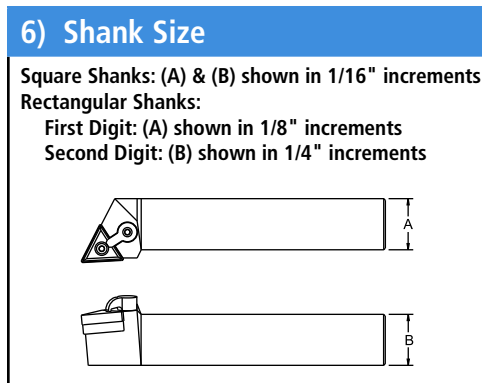 6) Shank Size
Square Shanks: (A) & (B) shown in 1/16" increments
Rectangular Shanks:
First Digit: (A) shown in 1/8" increments
Second Digit: (B) shown in 1/4" increments
A
B